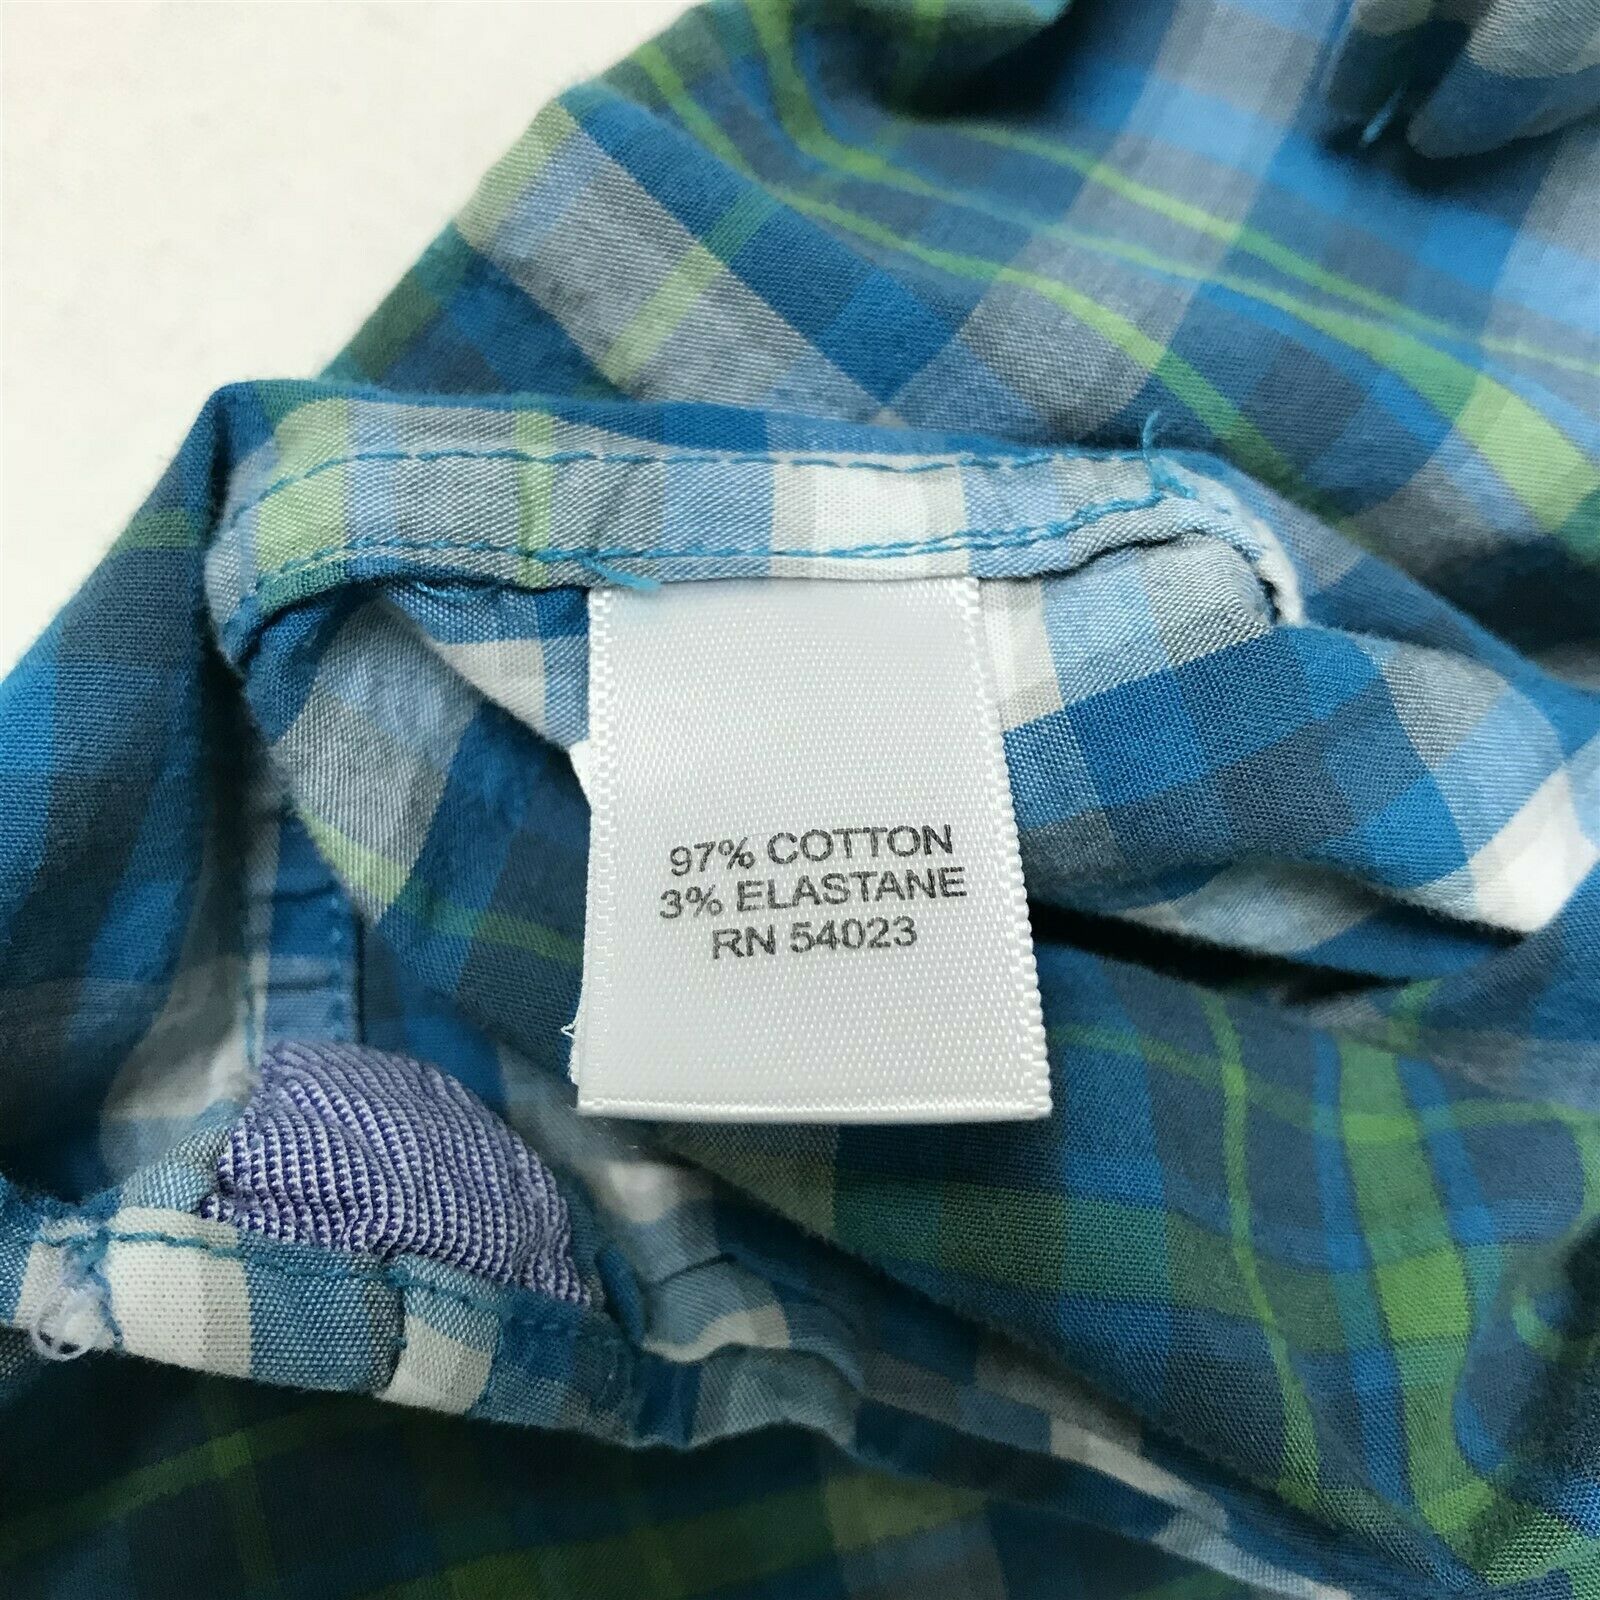 97% COTTON
3% ELASTANE
RN 54023